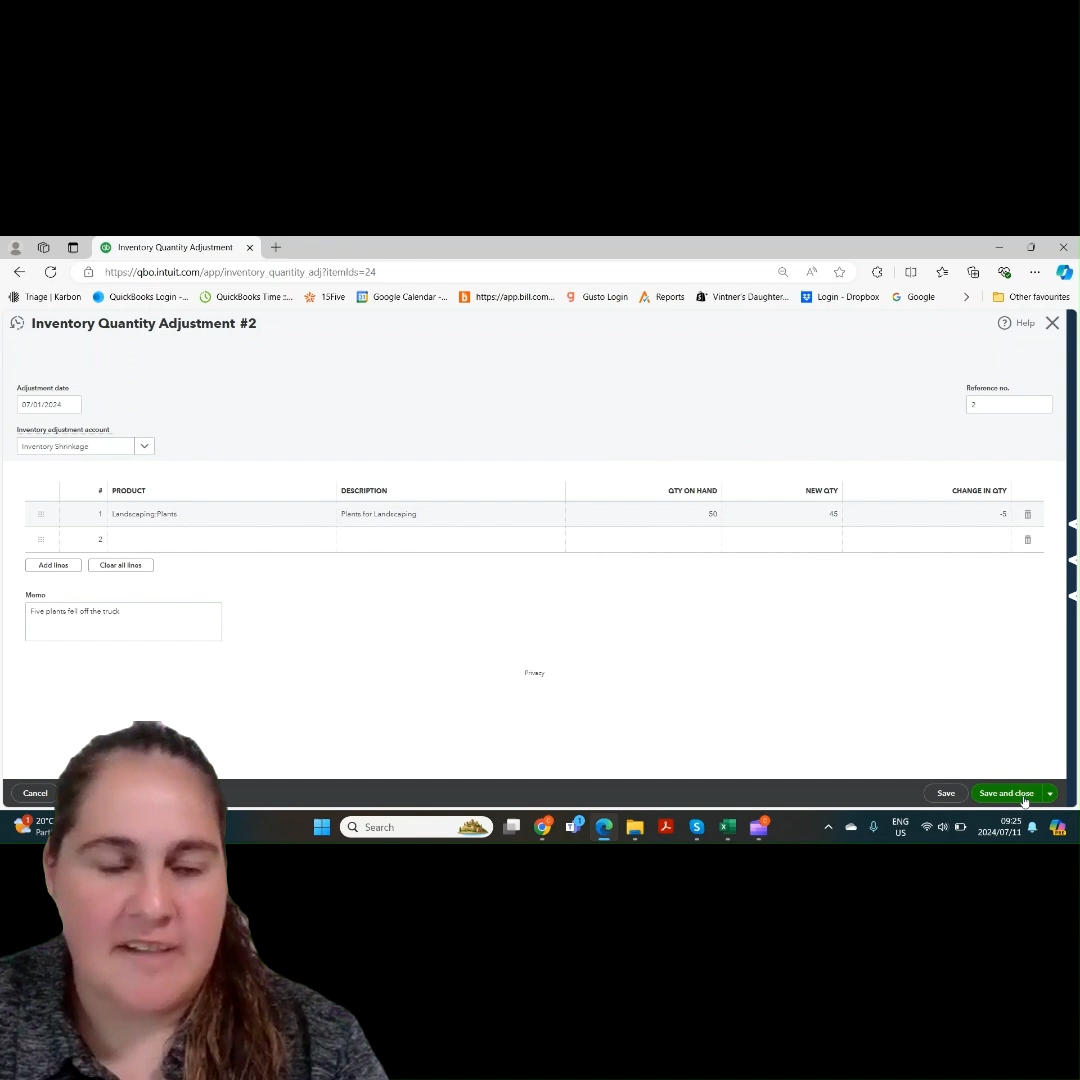 Inventory Quantity Adjustment
https://qbo.intuit.com/app/inventory_quantity_adj?itemIds=24
Triage | Karbon
QuickBooks Login -...
QuickBooks Time ::...
15Five
Google Calendar -...
https://app.bill.com...
Gusto Login
Reports
Vintner's Daughter...
Login - Dropbox
Google
Other favourites
Inventory Quantity Adjustment #2
Help
Adjustment date
Reference no.
07/01/2024
2
Inventory adjustment account
Inventory Shrinkage
# PRODUCT DESCRIPTION QTY ON HAND NEW QTY CHANGE IN QTY
1 Landscaping:Plants Plants for Landscaping 50 45 -5
2
Add lines
Clear all lines
Memo
Five plants fell off the truck
Privacy
Cancel
Save
Save and close
20°C
Search
ENG
US
09:25
2024/07/11